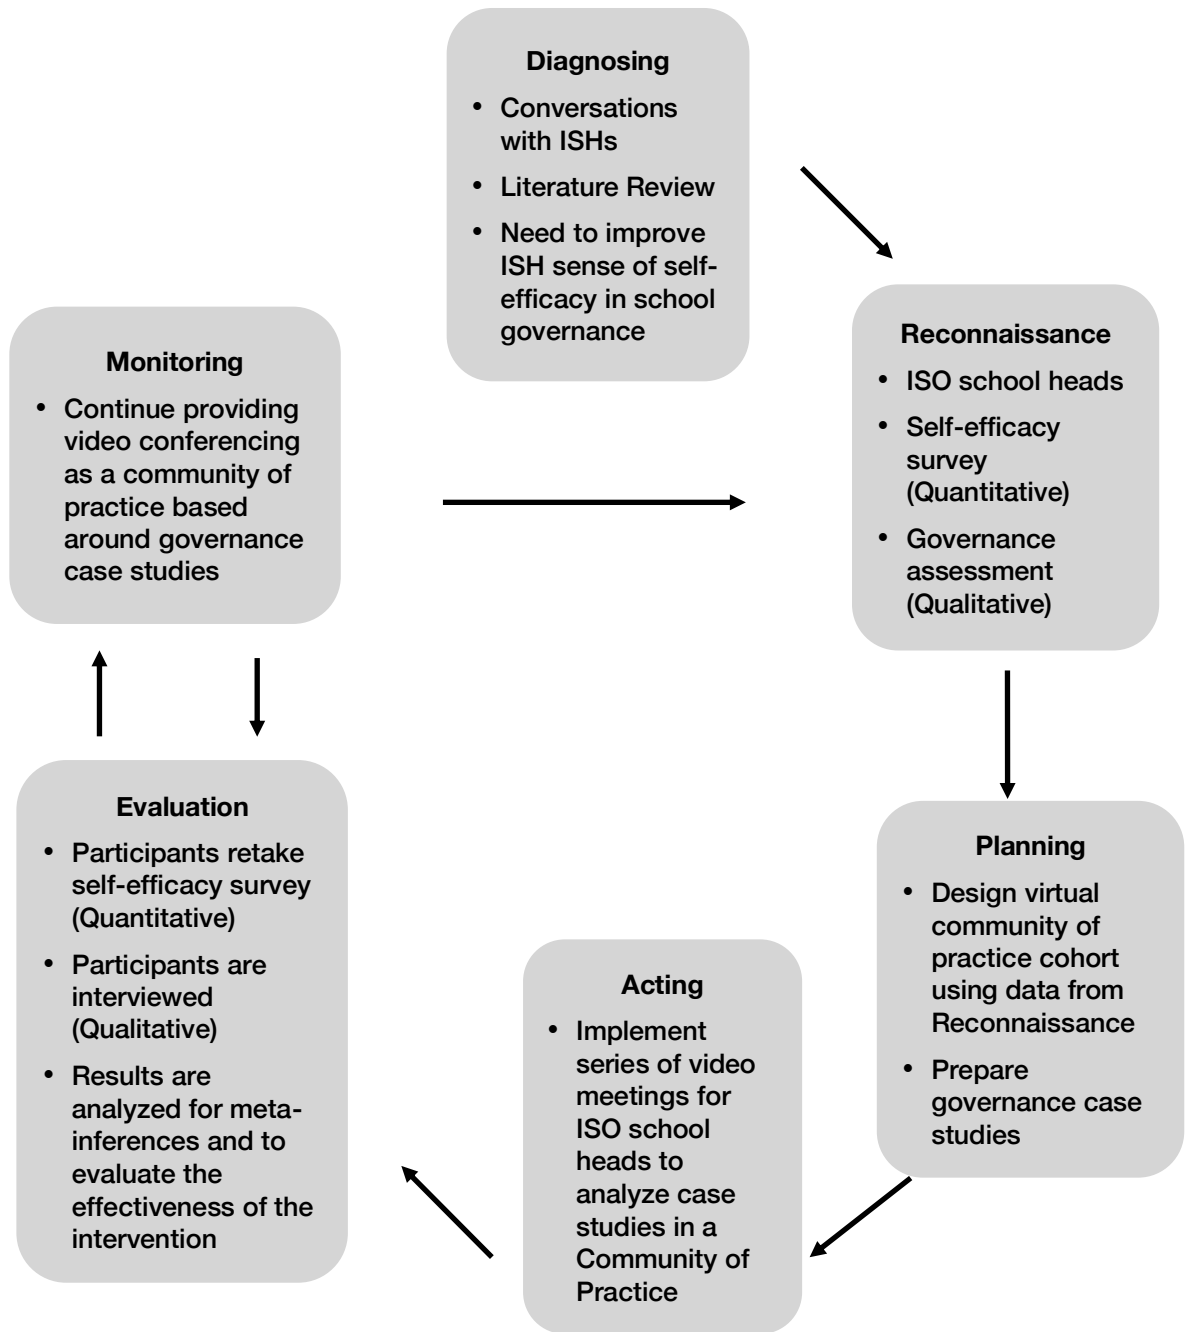 Diagnosing
• Conversations
with ISHs
• Literature Review
• Need to improve
ISH sense of self-
efficacy in school
governance
Reconnaissance
• ISO school heads
• Self-efficacy
survey
(Quantitative)
• Governance
assessment
(Qualitative)
Planning
• Design virtual
community of
practice cohort
using data from
Reconnaissance
• Prepare
governance case
studies
Acting
• Implement
series of video
meetings for
ISO school
heads to
analyze case
studies in a
Community of
Practice
Evaluation
• Participants retake
self-efficacy survey
(Quantitative)
• Participants are
interviewed
(Qualitative)
• Results are
analyzed for meta-
inferences and to
evaluate the
effectiveness of the
intervention
Monitoring
• Continue providing
video conferencing
as a community of
practice based
around governance
case studies